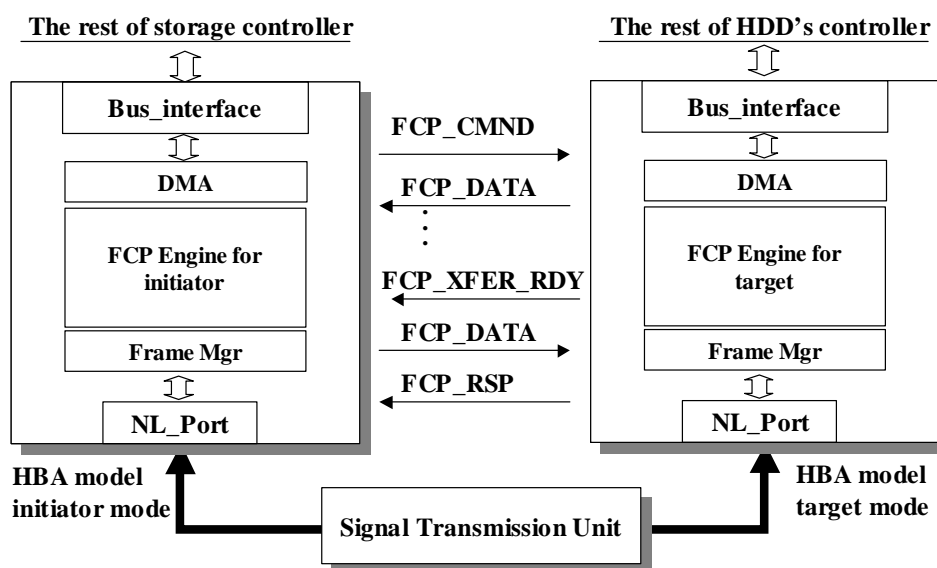 The rest of storage controller
Bus_interface
DMA
FCP Engine for
initiator
Frame Mgr
NL_Port
HBA model
initiator mode
FCP_CMND
FCP_DATA
FCP_XFER_RDY
FCP_DATA
FCP_RSP
The rest of HDD's controller
Bus_interface
DMA
FCP Engine for
target
Frame Mgr
NL_Port
HBA model
target mode
Signal Transmission Unit